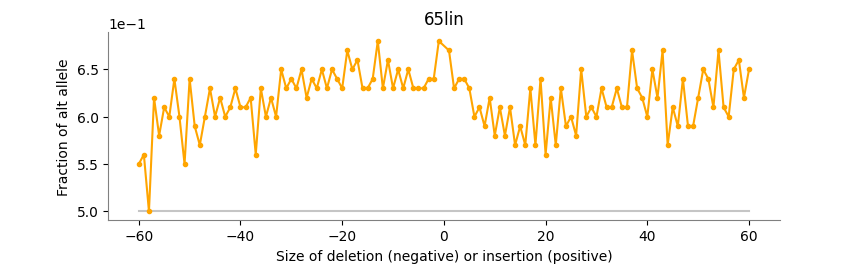 65lin
1e−1
Fraction of alt allele
6.5
6.0
5.5
5.0
−60
−40
−20
0
20
40
60
Size of deletion (negative) or insertion (positive)